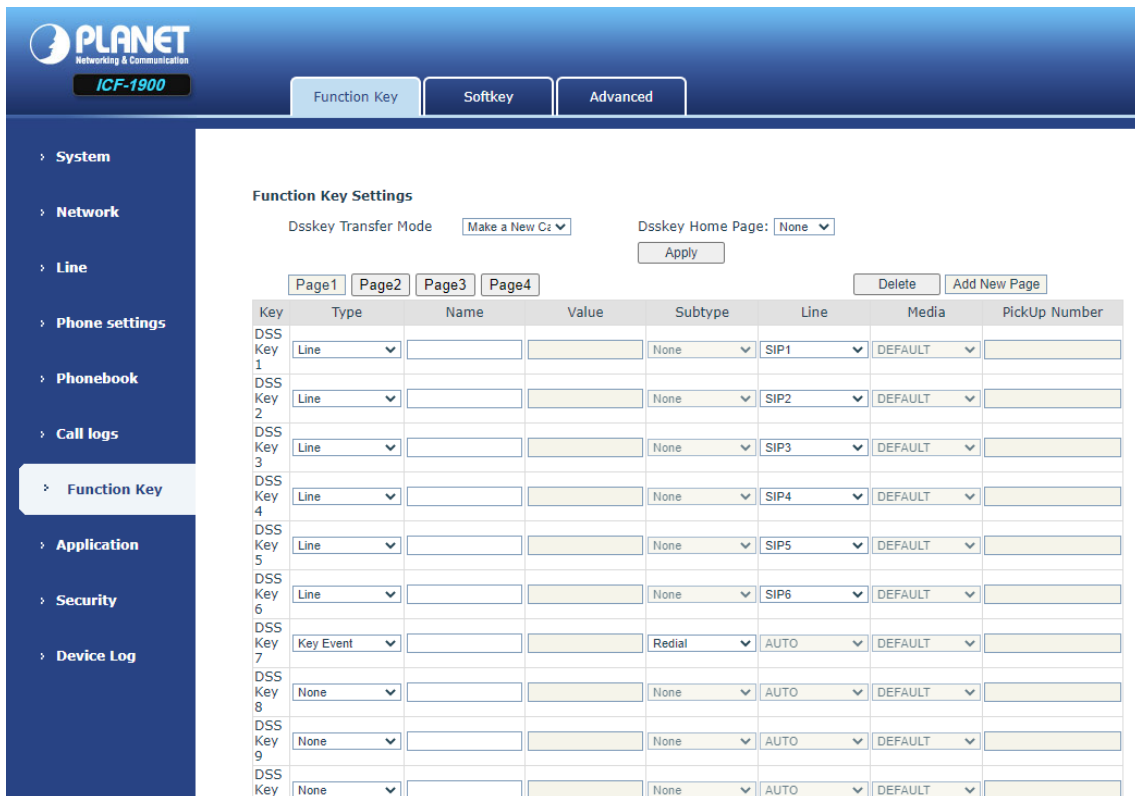 PLANET
Networking & Communication
ICF-1900
Function Key
Softkey
Advanced
System
Network
Line
Phone settings
Phonebook
Call logs
Function Key
Application
Security
Device Log
Function Key Settings
Dsskey Transfer Mode Make a New Ca Dsskey Home Page: None
Apply
Page1 Page2 Page3 Page4 Delete Add New Page
Key Type Name Value Subtype Line Media PickUp Number
DSS Key 1 Line None SIP1 DEFAULT
DSS Key 2 Line None SIP2 DEFAULT
DSS Key 3 Line None SIP3 DEFAULT
DSS Key 4 Line None SIP4 DEFAULT
DSS Key 5 Line None SIP5 DEFAULT
DSS Key 6 Line None SIP6 DEFAULT
DSS Key 7 Key Event Redial AUTO DEFAULT
DSS Key 8 None None AUTO DEFAULT
DSS Key 9 None None AUTO DEFAULT
DSS Key None None AUTO DEFAULT